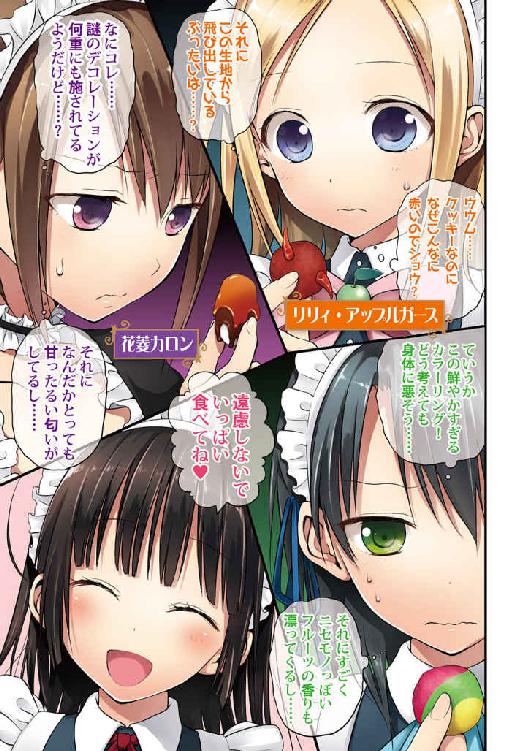 ウウム……
クッキーなのに
なぜこんなに
赤いのでショウ?
それに
この生地から
飛び出している
ぶったいは……?
リリィ・アップルガース
なにコレ……
謎のデコレーションが
何重にも施されてる
ようだけど……?
それに
なんだかとっても
甘ったるい匂いが
してるし……
花菱カロン
ていうか
この鮮やかすぎる
カラーリング!
どう考えても
身体に悪そう……
それにすごく
ニセモノっぽい
フルーツの香りも
漂ってくるし……
遠慮しないで
いっぱい
食べてね♥